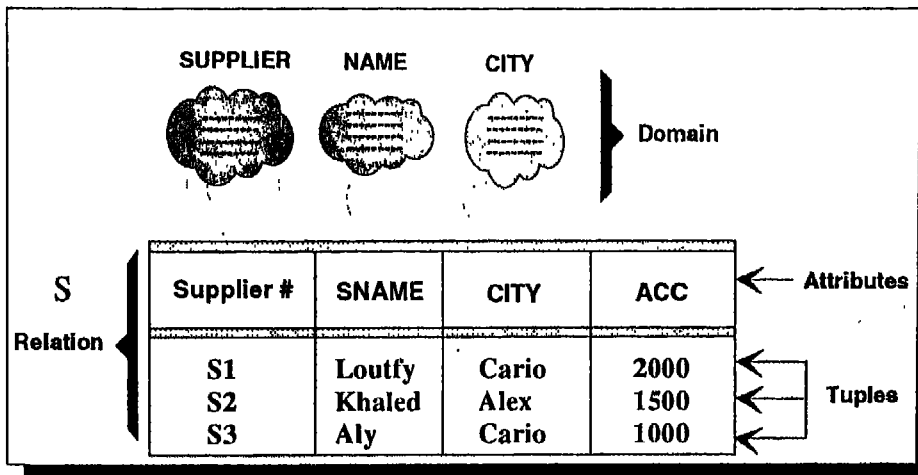 SUPPLIER NAME CITY
Domain
S
Relation
Supplier # SNAME CITY ACC
Attributes
S1 Loutfy Cario 2000
S2 Khaled Alex 1500
S3 Aly Cario 1000
Tuples